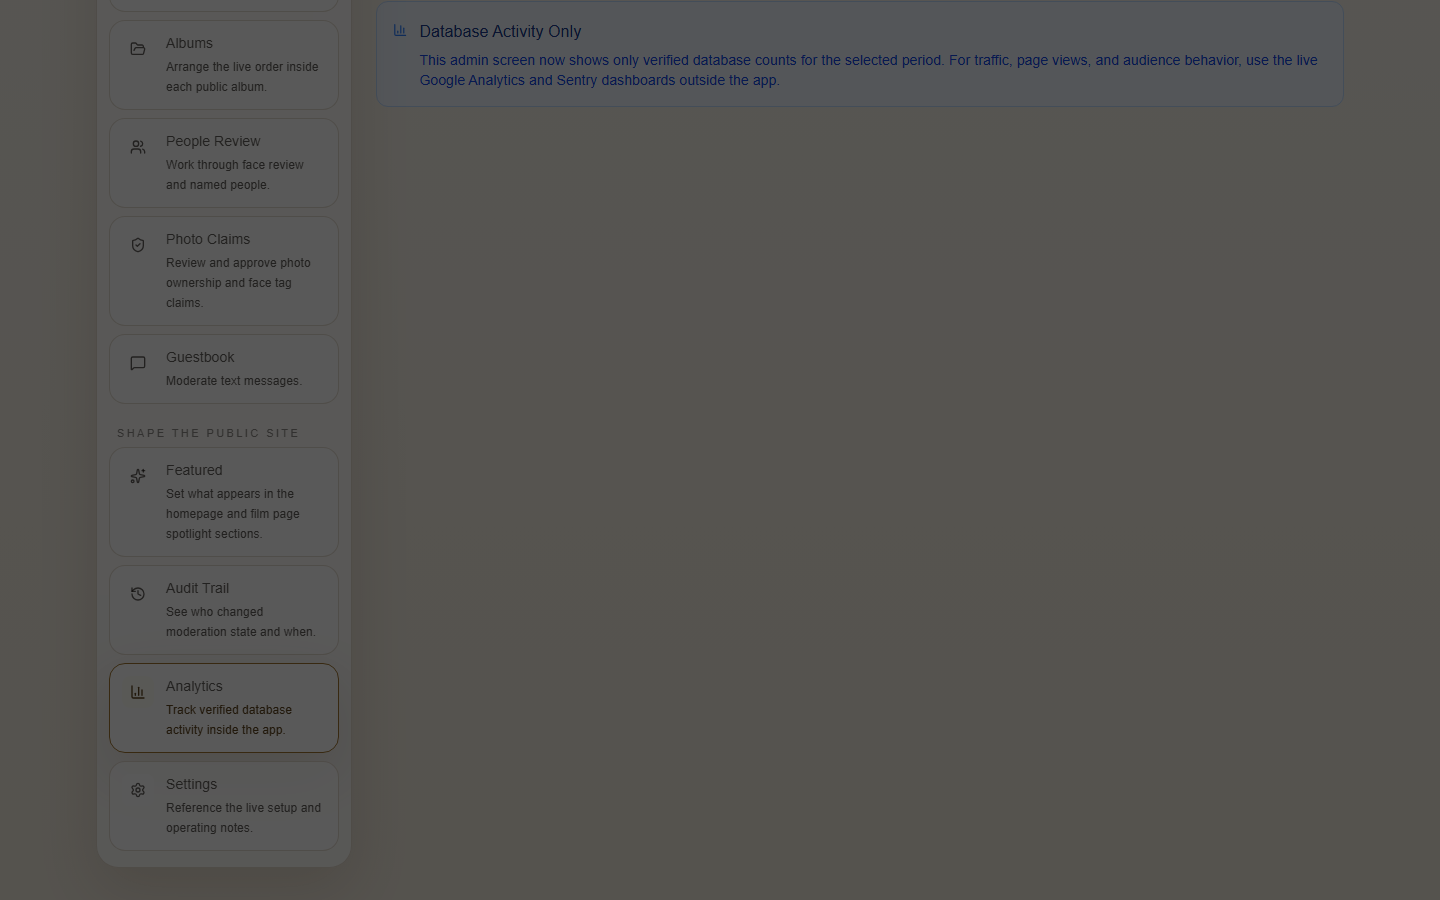 Albums
Arrange the live order inside
each public album.
People Review
Work through face review
and named people.
Photo Claims
Review and approve photo
ownership and face tag
claims.
Guestbook
Moderate text messages.
SHAPE THE PUBLIC SITE
Featured
Set what appears in the
homepage and film page
spotlight sections.
Audit Trail
See who changed
moderation state and when.
Analytics
Track verified database
activity inside the app.
Settings
Reference the live setup and
operating notes.
Database Activity Only
This admin screen now shows only verified database counts for the selected period. For traffic, page views, and audience behavior, use the live
Google Analytics and Sentry dashboards outside the app.